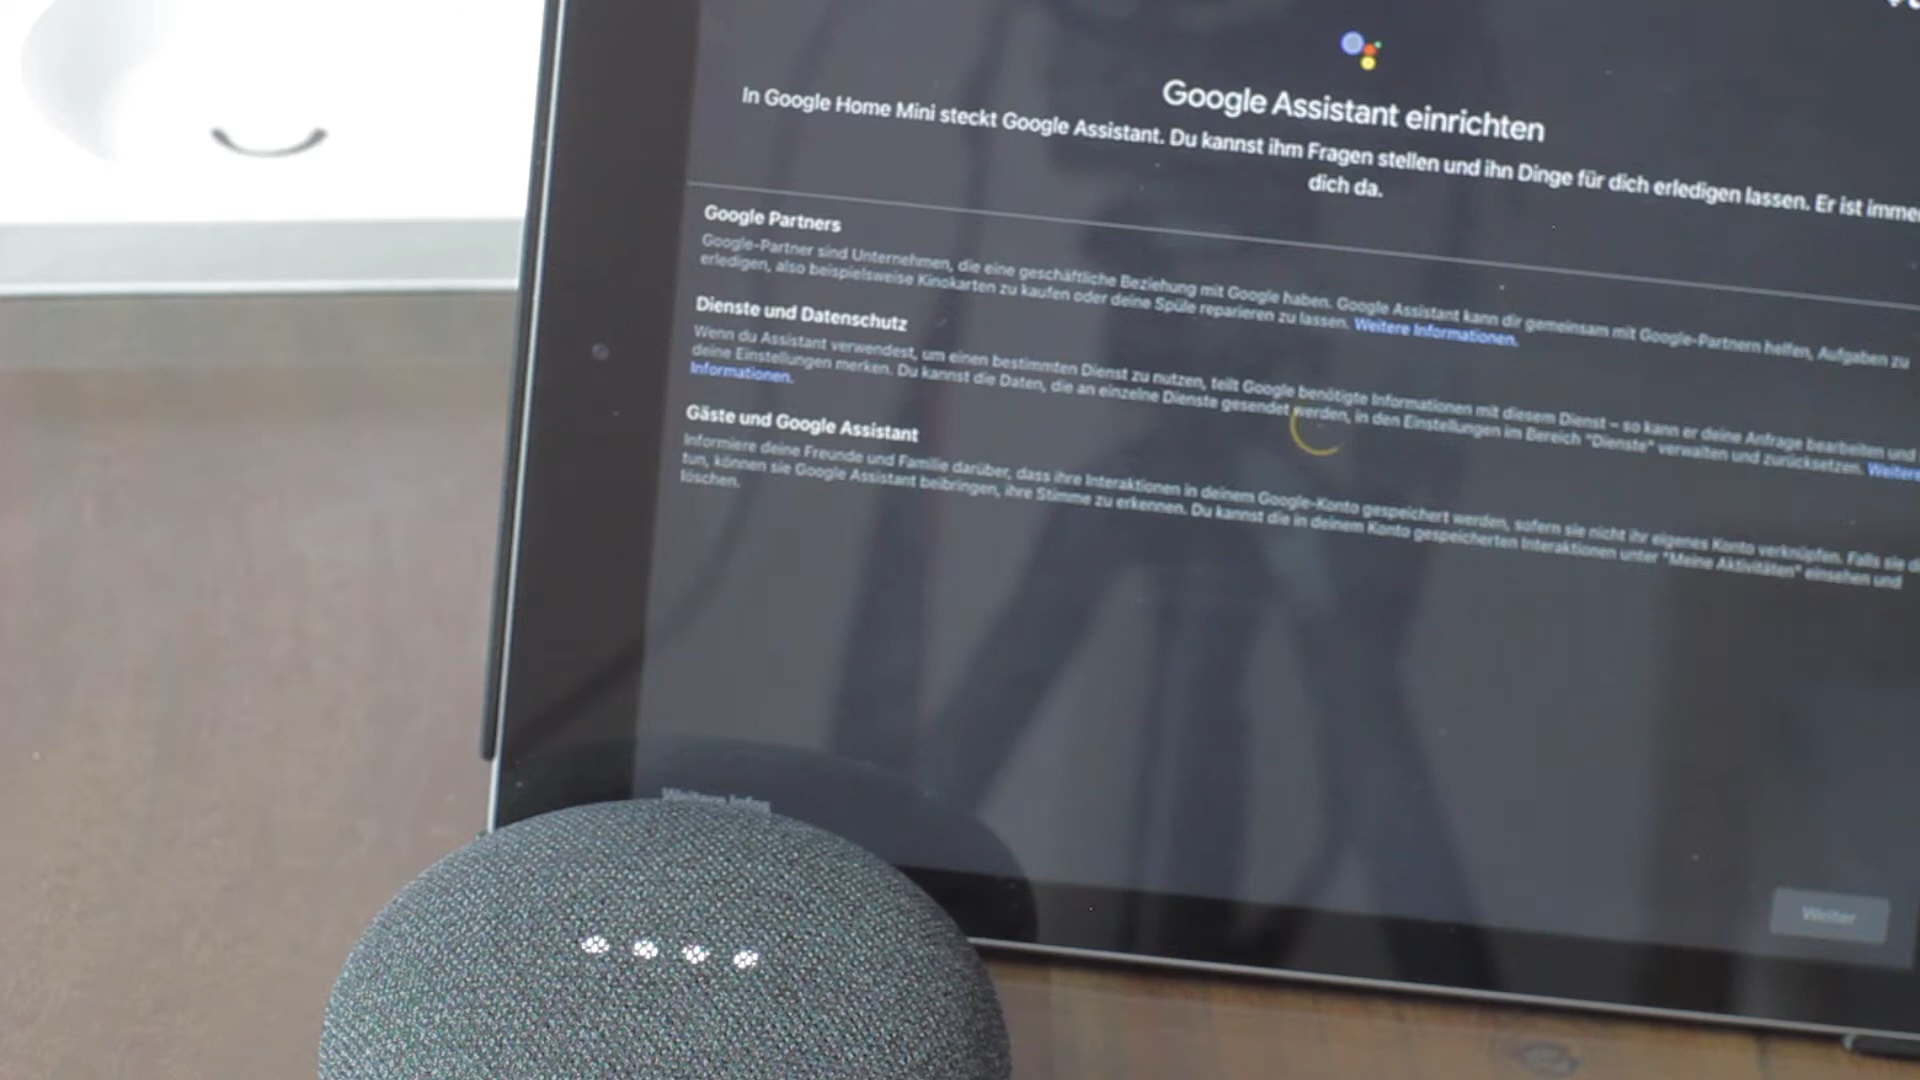 Google Assistant einrichten
In Google Home Mini steckt Google Assistant. Du kannst ihm Fragen stellen und ihn Dinge für dich erledigen lassen. Er ist imme
dich da.
Google Partners
Google-Partner sind Unternehmen, die eine geschäftliche Beziehung mit Google haben. Google Assistant kann dir gemeinsam mit Google-Partnern helfen, Aufgaben zu
erledigen, also beispielsweise Kinokarten zu kaufen oder deine Spüle reparieren zu lassen. Weitere Informationen.
Dienste und Datenschutz
Wenn du Assistant verwendest, um einen bestimmten Dienst zu nutzen, teilt Google benötigte Informationen mit diesem Dienst – so kann er deine Anfrage bearbeiten und
deine Einstellungen merken. Du kannst die Daten, die an einzelne Dienste gesendet werden, in den Einstellungen im Bereich "Dienste" verwalten und zurücksetzen. Weitere
Informationen.
Gäste und Google Assistant
Informiere deine Freunde und Familie darüber, dass ihre Interaktionen in deinem Google-Konto gespeichert werden, sofern sie nicht ihr eigenes Konto verknüpfen. Falls sie d
tun, können sie Google Assistant beibringen, ihre Stimme zu erkennen. Du kannst die in deinem Konto gespeicherten Interaktionen unter "Meine Aktivitäten" einsehen und
löschen.
Weitere Infos
Weiter